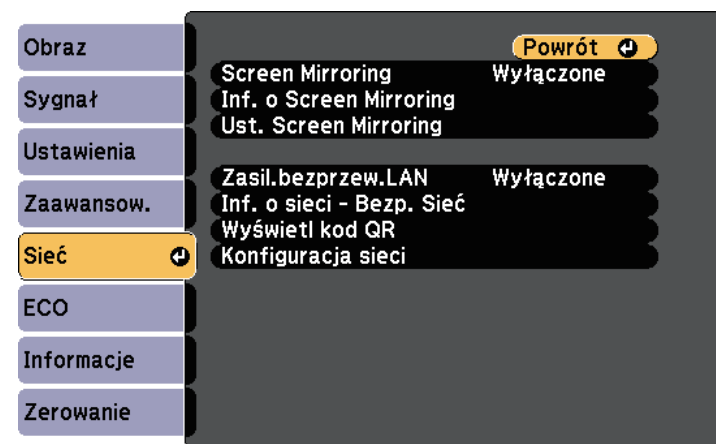 Obraz
Sygnał
Ustawienia
Zaawansow.
Sieć
ECO
Informacje
Zerowanie
Powrót
Screen Mirroring Wyłączone
Inf. o Screen Mirroring
Ust. Screen Mirroring
Zasil.bezprzew.LAN Wyłączone
Inf. o sieci - Bezp. Sieć
Wyświetl kod QR
Konfiguracja sieci